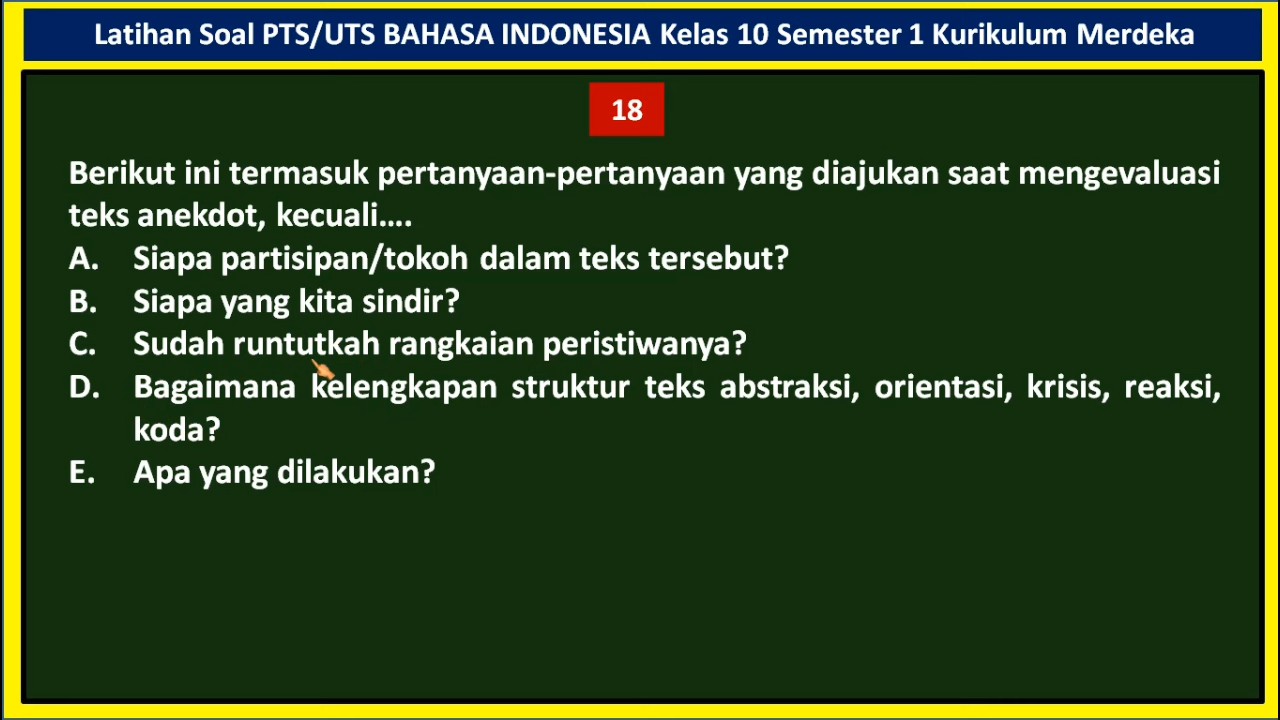 Latihan Soal PTS/UTS BAHASA INDONESIA Kelas 10 Semester 1 Kurikulum Merdeka
18
Berikut ini termasuk pertanyaan-pertanyaan yang diajukan saat mengevaluasi
teks anekdot, kecuali....
A. Siapa partisipan/tokoh dalam teks tersebut?
B. Siapa yang kita sindir?
C. Sudah runtutkah rangkaian peristiwanya?
D. Bagaimana kelengkapan struktur teks abstraksi, orientasi, krisis, reaksi,
koda?
E. Apa yang dilakukan?